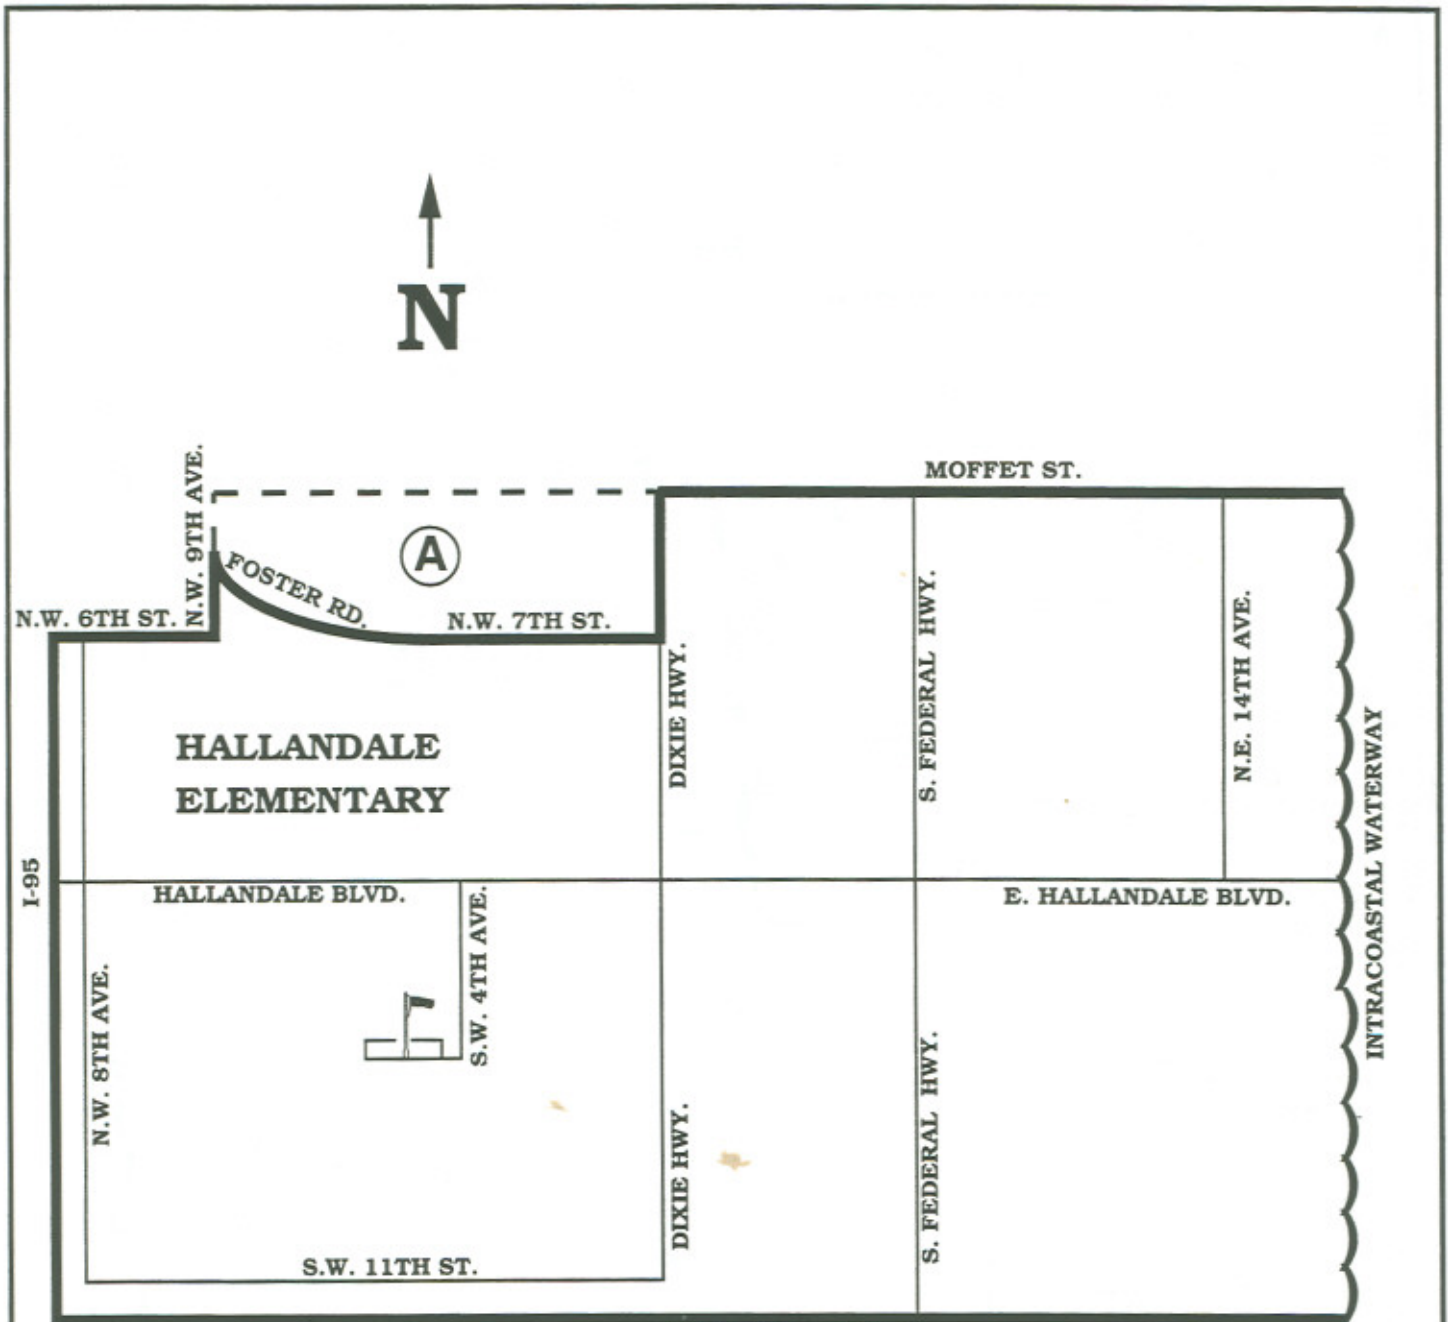 N
MOFFET ST.
N.W. 9TH AVE.
A
FOSTER RD.
N.W. 6TH ST.
N.W. 7TH ST.
DIXIE HWY.
S. FEDERAL HWY.
N.E. 14TH AVE.
HALLANDALE
ELEMENTARY
I-95
HALLANDALE BLVD.
E. HALLANDALE BLVD.
INTRACOASTAL WATERWAY
N.W. 8TH AVE.
S.W. 4TH AVE.
DIXIE HWY.
S. FEDERAL HWY.
S.W. 11TH ST.